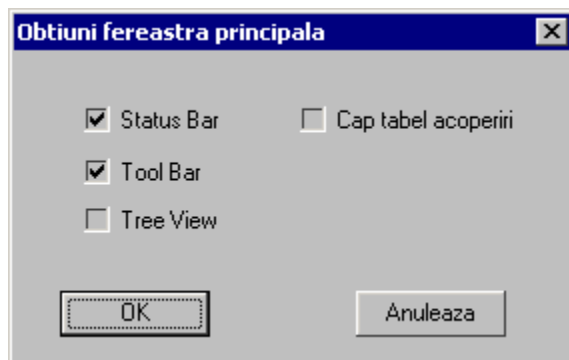 Obtiuni fereastra principala
Status Bar
Cap tabel acoperiri
Tool Bar
Tree View
OK
Anuleaza